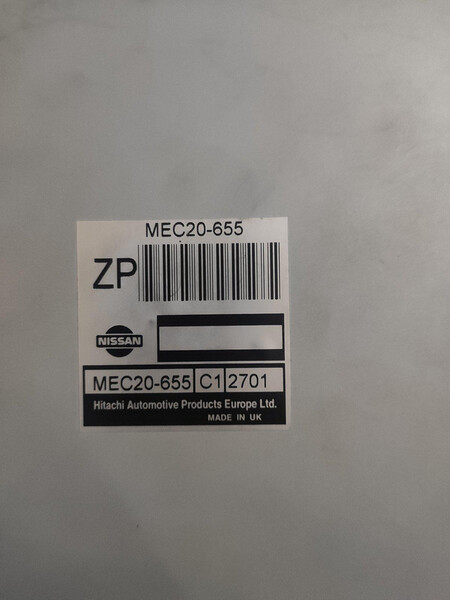 MEC20-655
ZP
NISSAN
MEC20-655 C1 2701
Hitachi Automotive Products Europe Ltd.
MADE IN UK